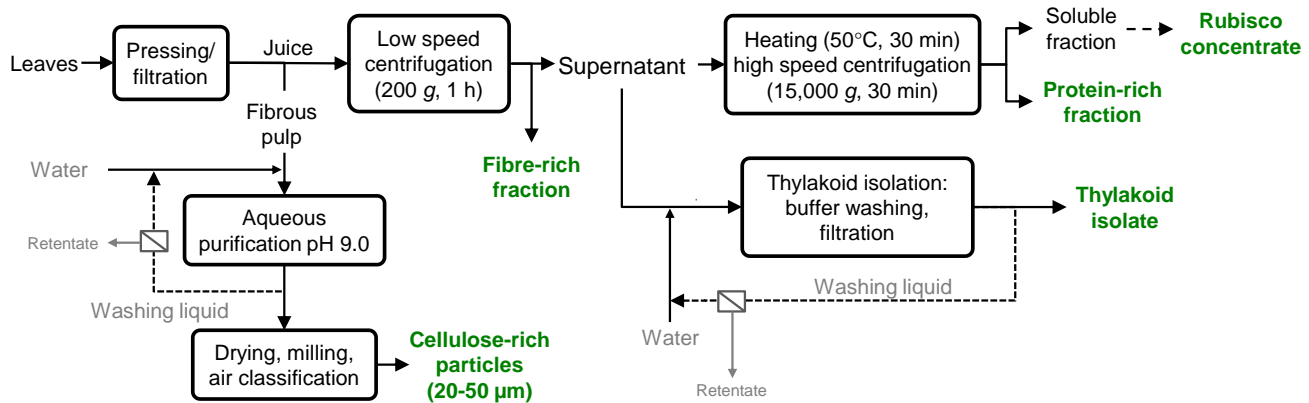 Leaves
Pressing/
filtration
Juice
Low speed
centrifugation
(200 g, 1 h)
Supernatant
Heating (50°C, 30 min)
high speed centrifugation
(15,000 g, 30 min)
Soluble
fraction
Rubisco
concentrate
Protein-rich
fraction
Fibrous
pulp
Fibre-rich
fraction
Water
Aqueous
purification pH 9.0
Retentate
Washing liquid
Drying, milling,
air classification
Cellulose-rich
particles
(20-50 µm)
Thylakoid isolation:
buffer washing,
filtration
Thylakoid
isolate
Washing liquid
Water
Retentate